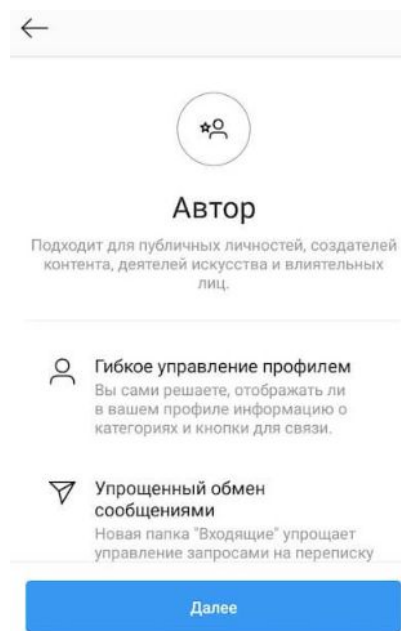 Автор
Подходит для публичных личностей, создателей
контента, деятелей искусства и влиятельных
лиц.
Гибкое управление профилем
Вы сами решаете, отображать ли
в вашем профиле информацию о
категориях и кнопки для связи.
Упрощенный обмен
сообщениями
Новая папка "Входящие" упрощает
управление запросами на переписку
Далее